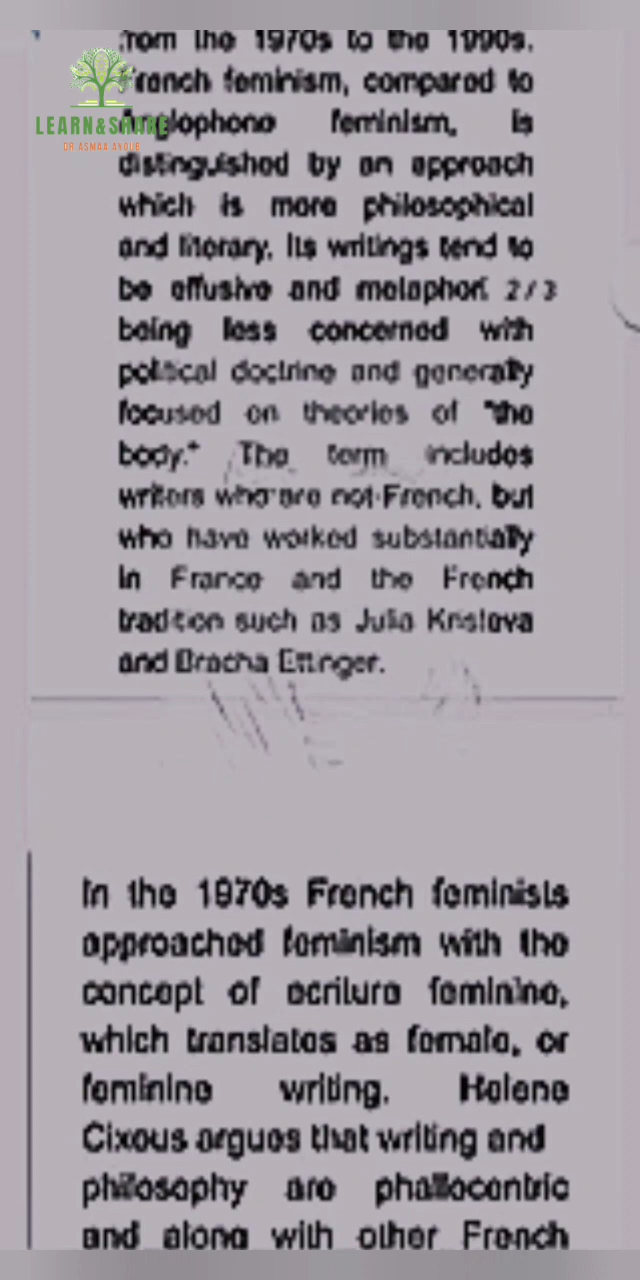 from the 1970s to the 1990s.
French feminism, compared to
Anglophone feminism, is
distinguished by an approach
which is more philosophical
and literary. Its writings tend to
be effusive and metaphori 2/3
being less concerned with
political doctrine and generally
focused on theories of "the
body." The term includes
writers who are not French, but
who have worked substantially
in France and the French
tradition such as Julia Kristeva
and Bracha Ettinger.
In the 1970s French feminists
approached feminism with the
concept of ecriture feminine,
which translates as female, or
feminine writing. Helene
Cixous argues that writing and
philosophy are phallocentric
and along with other French
LEARN&SHARE
DR ASMAA AYOUB